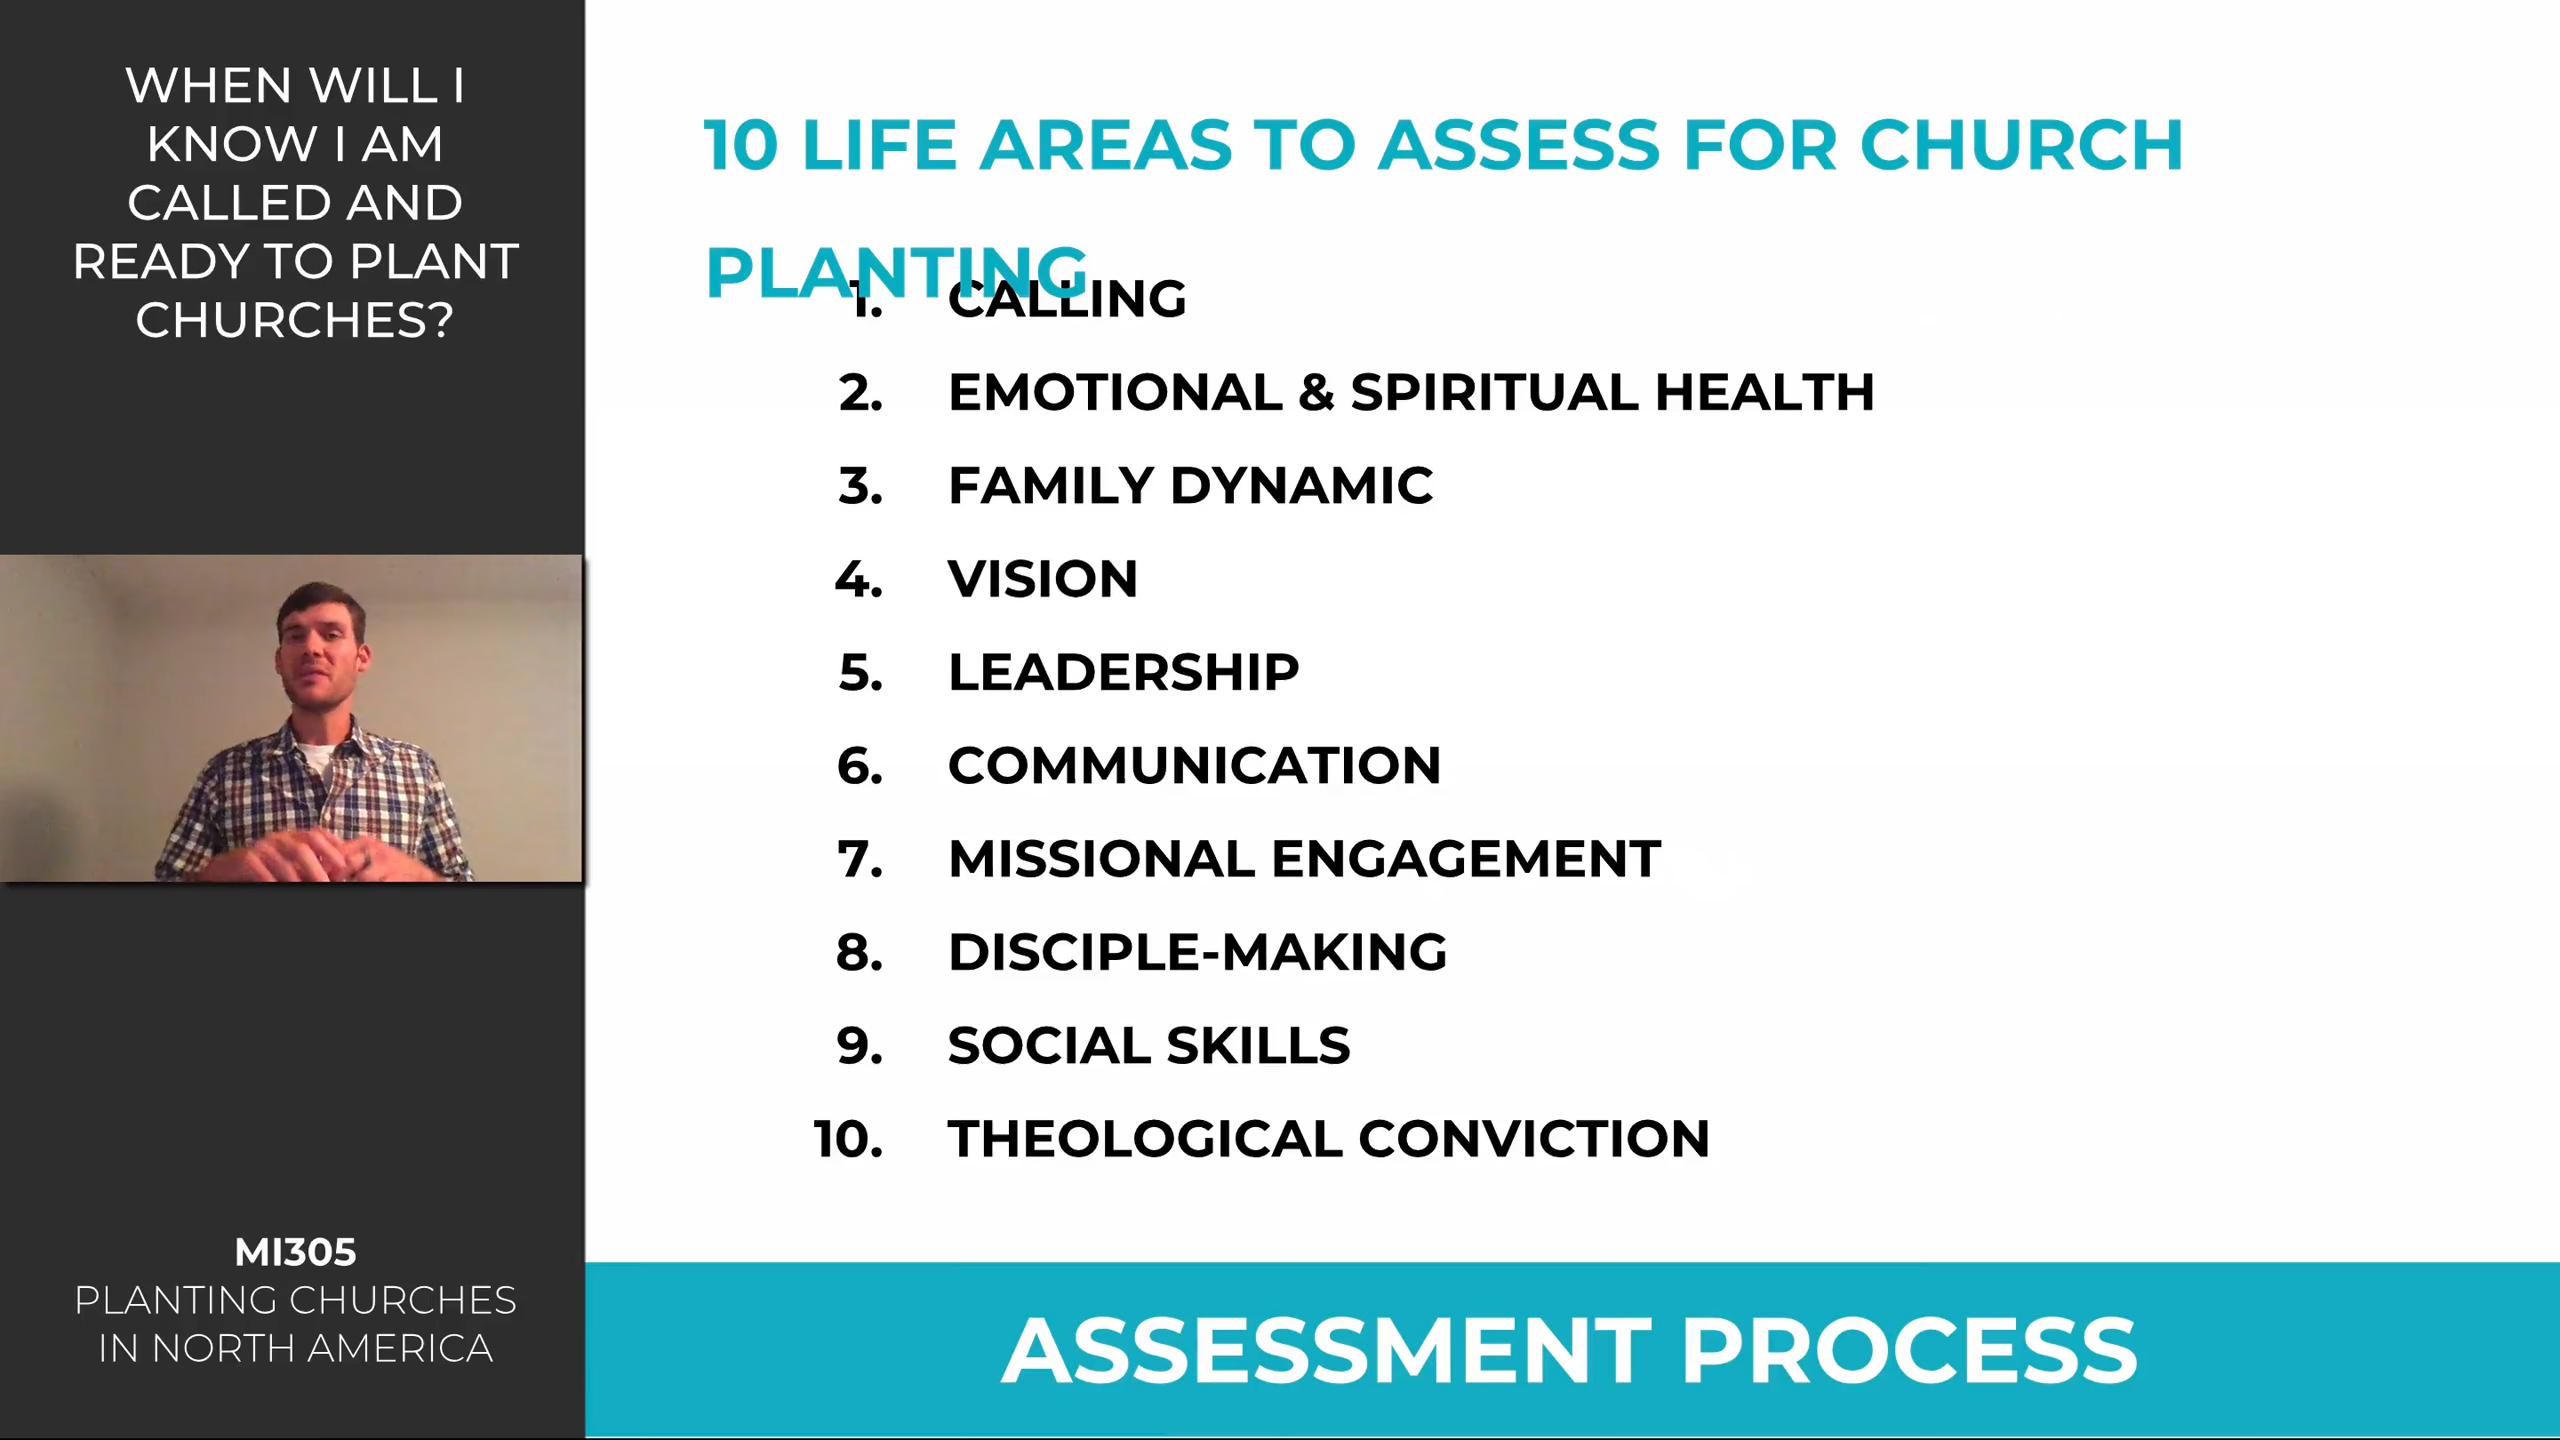 WHEN WILL I
KNOW I AM
CALLED AND
READY TO PLANT
CHURCHES?
MI305
PLANTING CHURCHES
IN NORTH AMERICA
10 LIFE AREAS TO ASSESS FOR CHURCH
PLANTING
1. CALLING
2. EMOTIONAL & SPIRITUAL HEALTH
3. FAMILY DYNAMIC
4. VISION
5. LEADERSHIP
6. COMMUNICATION
7. MISSIONAL ENGAGEMENT
8. DISCIPLE-MAKING
9. SOCIAL SKILLS
10. THEOLOGICAL CONVICTION
ASSESSMENT PROCESS